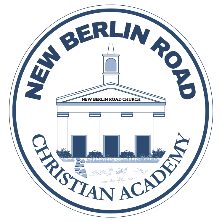 NEW BERLIN ROAD
NEW BERLIN ROAD CHURCH
CHRISTIAN ACADEMY